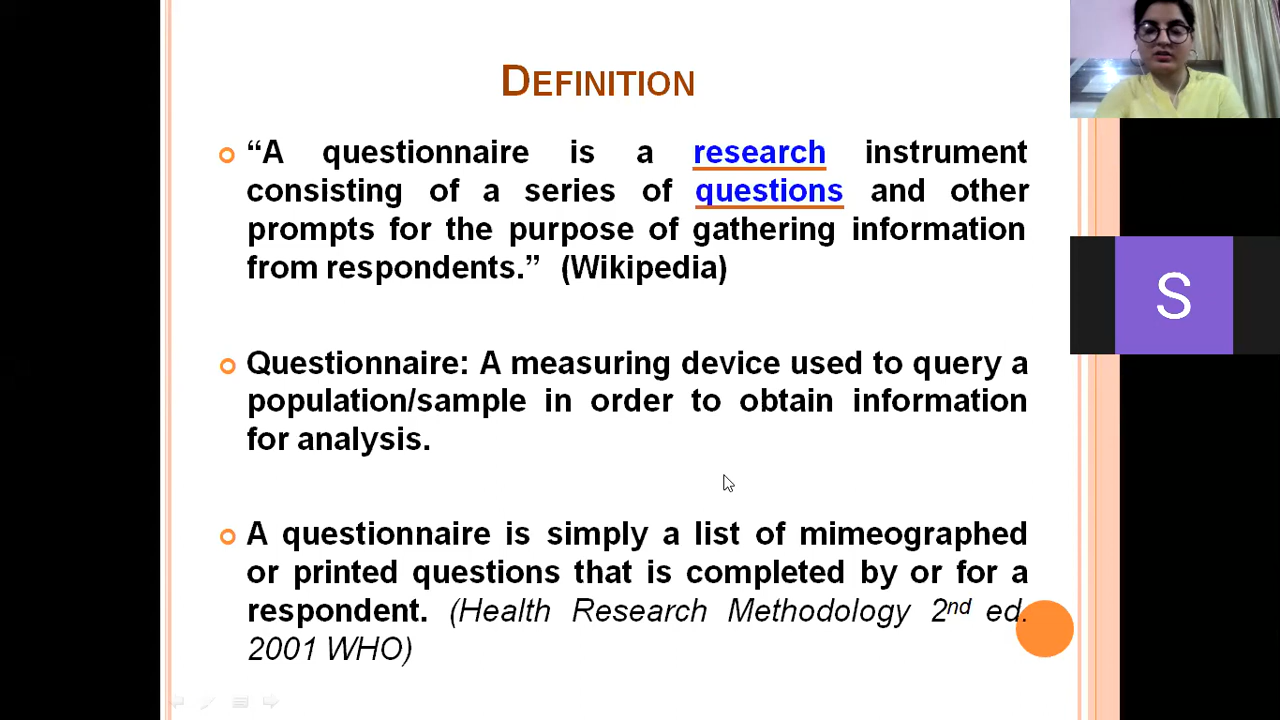 DEFINITION
“A questionnaire is a research instrument
consisting of a series of questions and other
prompts for the purpose of gathering information
from respondents.” (Wikipedia)
Questionnaire: A measuring device used to query a
population/sample in order to obtain information
for analysis.
A questionnaire is simply a list of mimeographed
or printed questions that is completed by or for a
respondent. (Health Research Methodology 2nd ed.
2001 WHO)
S